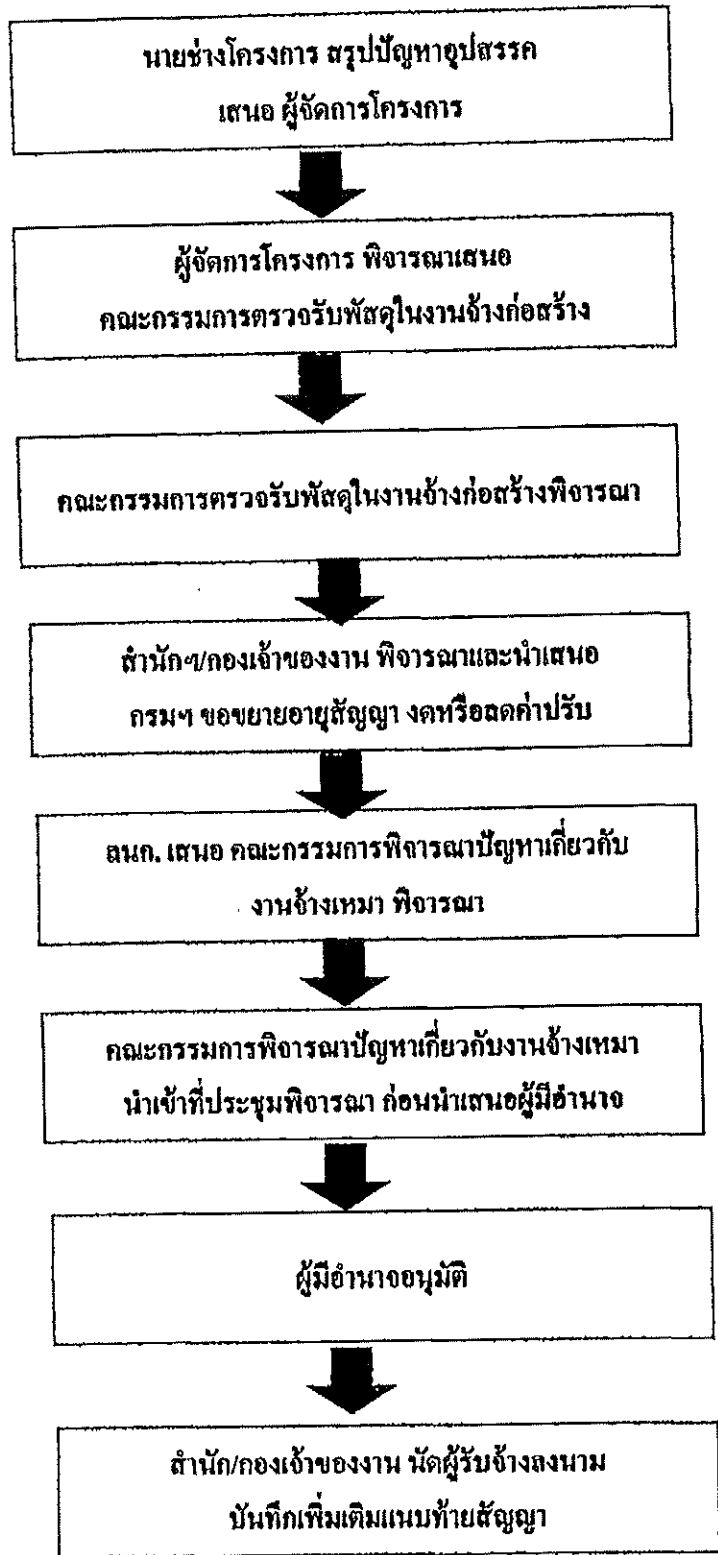 นายช่างโครงการ สรุปปัญหาอุปสรรค
เสนอ ผู้จัดการโครงการ
ผู้จัดการโครงการ พิจารณาเสนอ
คณะกรรมการตรวจรับพัสดุในงานจ้างก่อสร้าง
คณะกรรมการตรวจรับพัสดุในงานจ้างก่อสร้างพิจารณา
สำนักฯ/กองเจ้าของงาน พิจารณาและนำเสนอ
กรมฯ ขอขยายอายุสัญญา งดหรือลดค่าปรับ
สนก. เสนอ คณะกรรมการพิจารณาปัญหาเกี่ยวกับ
งานจ้างเหมา พิจารณา
คณะกรรมการพิจารณาปัญหาเกี่ยวกับงานจ้างเหมา
นำเข้าที่ประชุมพิจารณา ก่อนนำเสนอผู้มีอำนาจ
ผู้มีอำนาจอนุมัติ
สำนัก/กองเจ้าของงาน นัดผู้รับจ้างลงนาม
บันทึกเพิ่มเติมแนบท้ายสัญญา